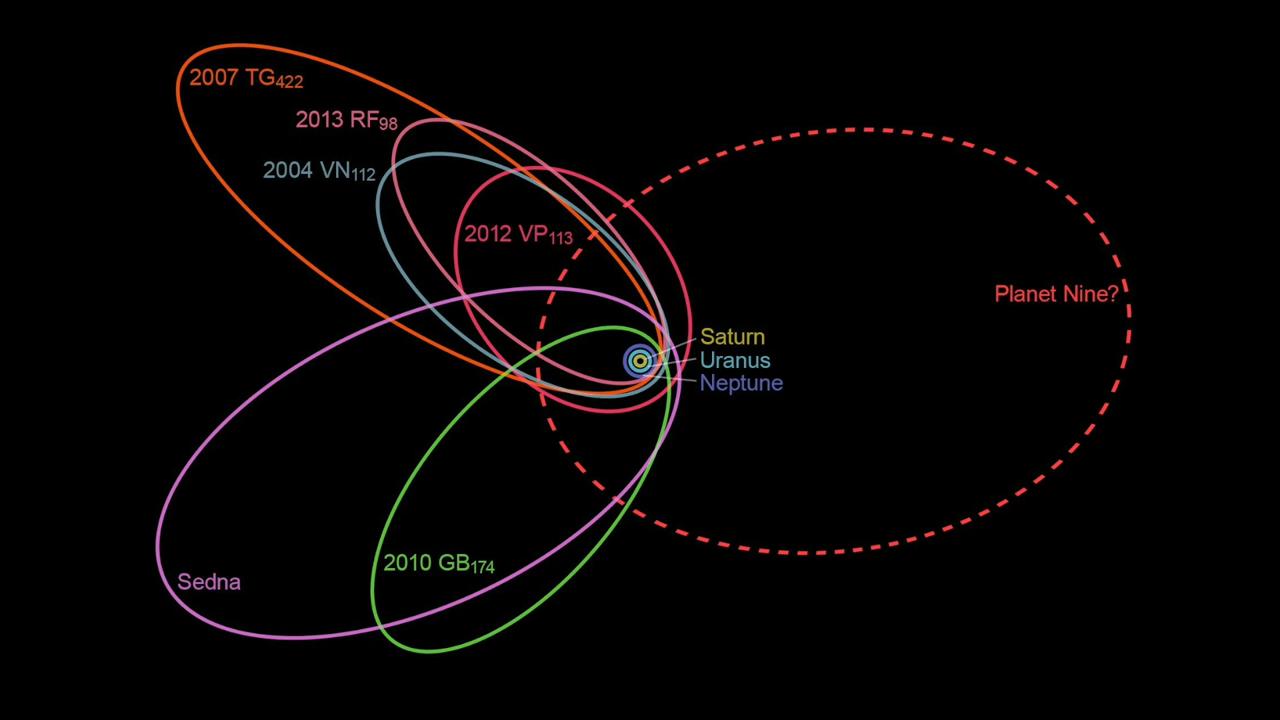 2007 TG₄₂₂
2013 RF₉₈
2004 VN₁₁₂
2012 VP₁₁₃
Planet Nine?
Saturn
Uranus
Neptune
2010 GB₁₇₄
Sedna